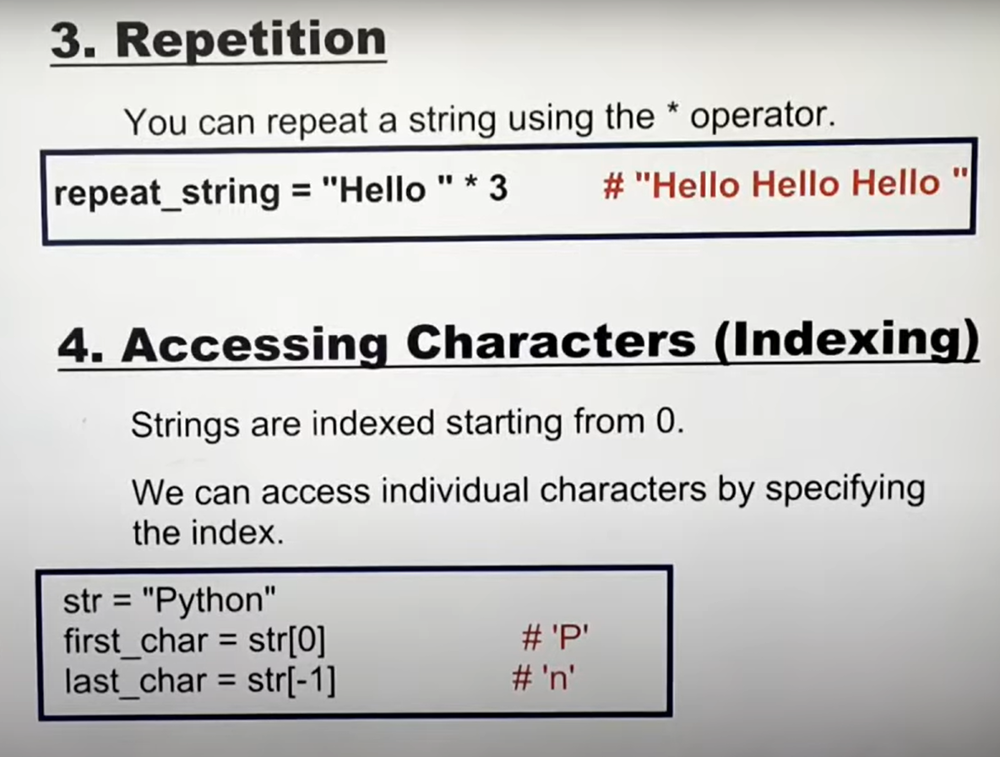 3. Repetition
You can repeat a string using the * operator.
repeat_string = "Hello " * 3 # "Hello Hello Hello "
4. Accessing Characters (Indexing)
Strings are indexed starting from 0.
We can access individual characters by specifying
the index.
str = "Python"
first_char = str[0] # 'P'
last_char = str[-1] # 'n'